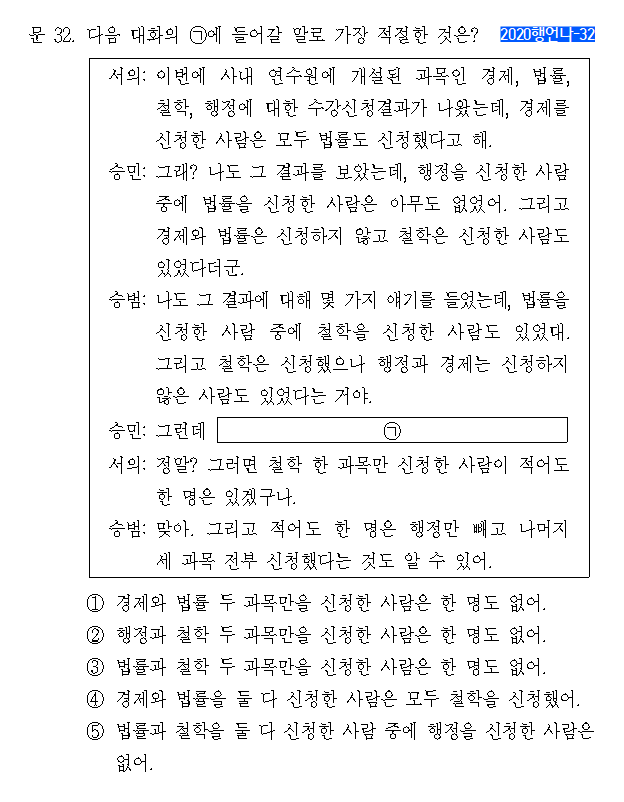 문 32. 다음 대화의 ㉠에 들어갈 말로 가장 적절한 것은? 2020행언나-32
서의: 이번에 사내 연수원에 개설된 과목인 경제, 법률,
철학, 행정에 대한 수강신청결과가 나왔는데, 경제를
신청한 사람은 모두 법률도 신청했다고 해.
승민: 그래? 나도 그 결과를 보았는데, 행정을 신청한 사람
중에 법률을 신청한 사람은 아무도 없었어. 그리고
경제와 법률은 신청하지 않고 철학은 신청한 사람도
있었다더군.
승범: 나도 그 결과에 대해 몇 가지 얘기를 들었는데, 법률을
신청한 사람 중에 철학을 신청한 사람도 있었대.
그리고 철학은 신청했으나 행정과 경제는 신청하지
않은 사람도 있었다는 거야.
승민: 그런데 ㉠
서의: 정말? 그러면 철학 한 과목만 신청한 사람이 적어도
한 명은 있겠구나.
승범: 맞아. 그리고 적어도 한 명은 행정만 빼고 나머지
세 과목 전부 신청했다는 것도 알 수 있어.
① 경제와 법률 두 과목만을 신청한 사람은 한 명도 없어.
② 행정과 철학 두 과목만을 신청한 사람은 한 명도 없어.
③ 법률과 철학 두 과목만을 신청한 사람은 한 명도 없어.
④ 경제와 법률을 둘 다 신청한 사람은 모두 철학을 신청했어.
⑤ 법률과 철학을 둘 다 신청한 사람 중에 행정을 신청한 사람은
없어.